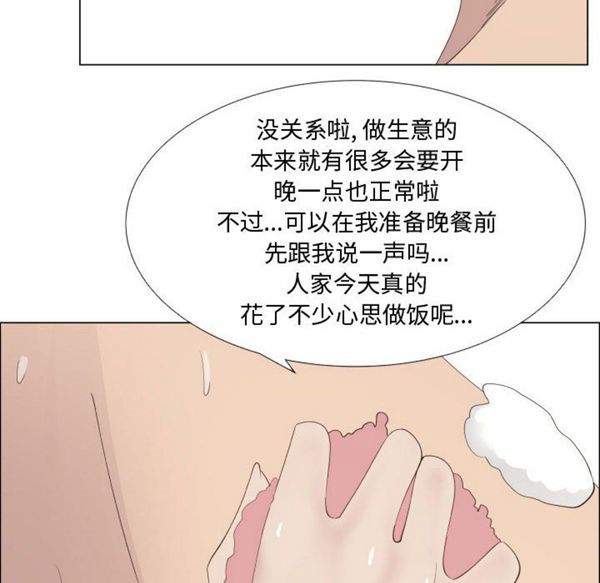 没关系啦, 做生意的
本来就有很多会要开
晚一点也正常啦
不过...可以在我准备晚餐前
先跟我说一声吗...
人家今天真的
花了不少心思做饭呢...